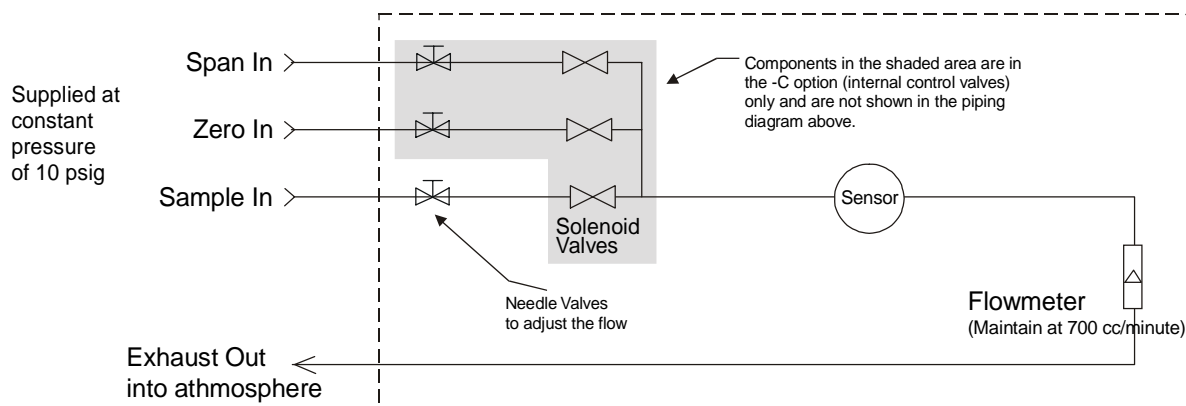 Supplied at
constant
pressure
of 10 psig
Span In
Zero In
Sample In
Components in the shaded area are in
the -C option (internal control valves)
only and are not shown in the piping
diagram above.
Sensor
Solenoid
Valves
Needle Valves
to adjust the flow
Flowmeter
(Maintain at 700 cc/minute)
Exhaust Out
into athmosphere